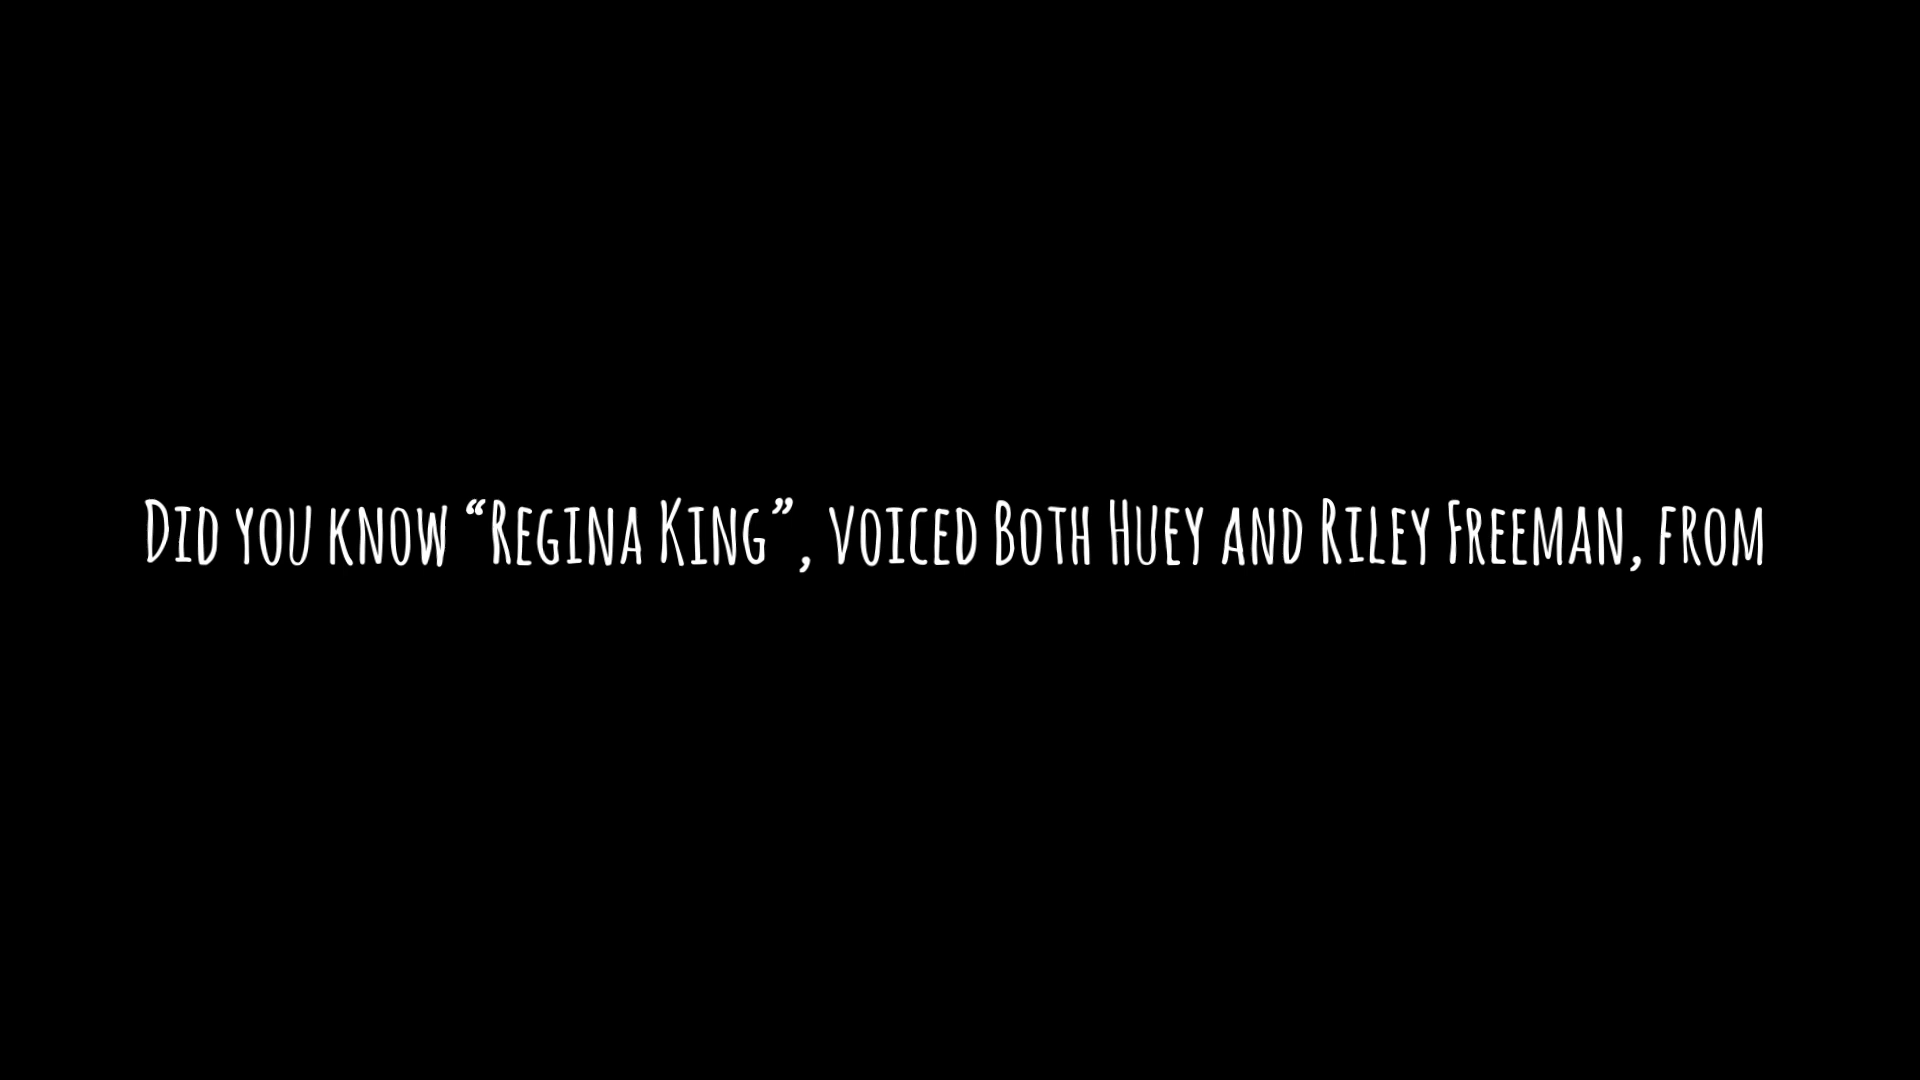 Did you know “Regina King”, voiced Both Huey and Riley Freeman, from